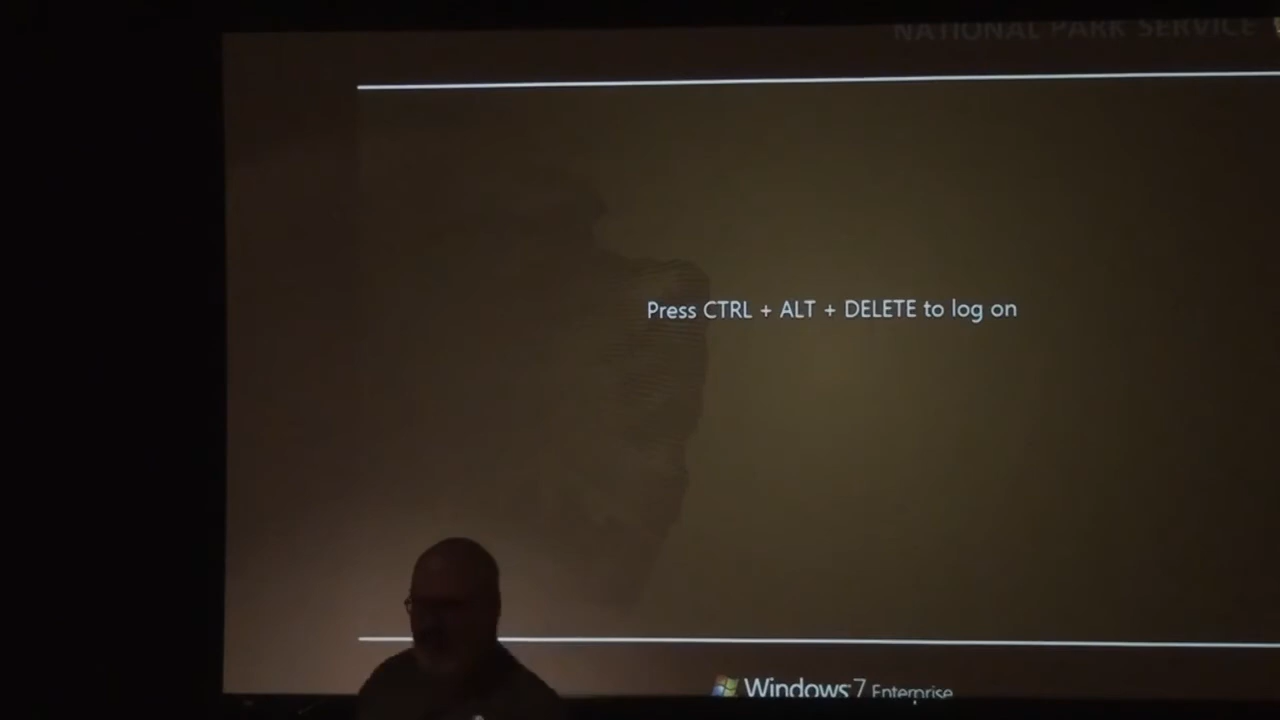 NATIONAL PARK SERVICE
Press CTRL + ALT + DELETE to log on
Windows 7 Enterprise